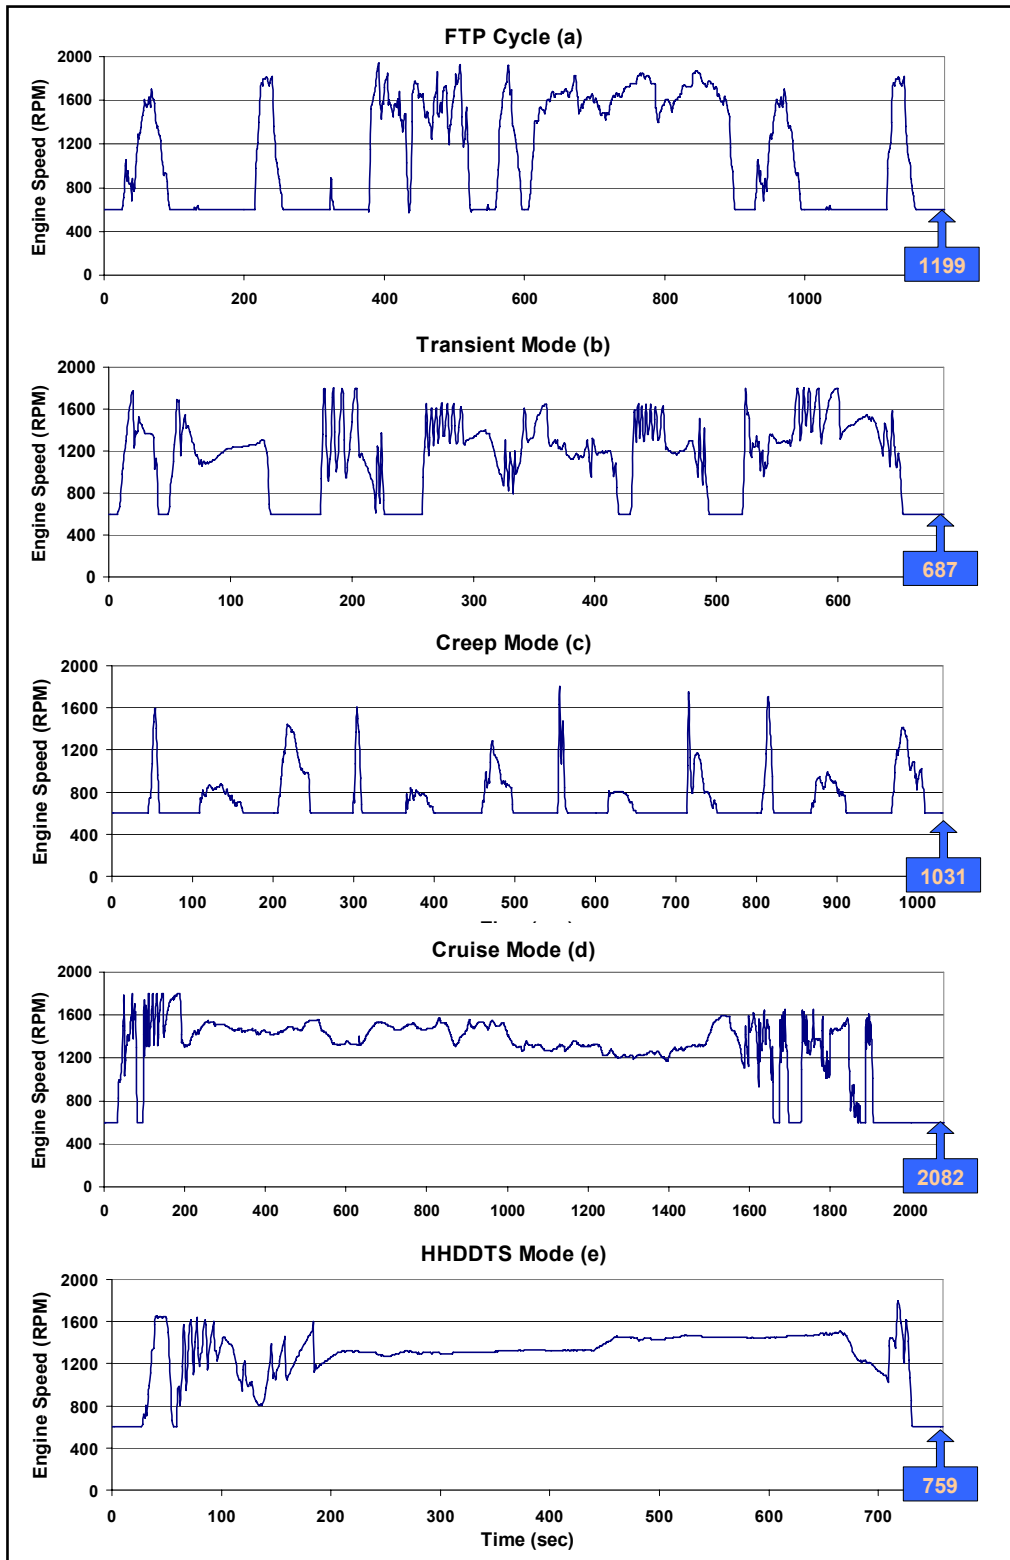 FTP Cycle (a)
Engine Speed (RPM)
2000
1600
1200
800
400
0
0 200 400 600 800 1000
1199
Transient Mode (b)
Engine Speed (RPM)
2000
1600
1200
800
400
0
0 100 200 300 400 500 600
687
Creep Mode (c)
Engine Speed (RPM)
2000
1600
1200
800
400
0
0 100 200 300 400 500 600 700 800 900 1000
1031
Cruise Mode (d)
Engine Speed (RPM)
2000
1600
1200
800
400
0
0 200 400 600 800 1000 1200 1400 1600 1800 2000
2082
HHDDTS Mode (e)
Engine Speed (RPM)
2000
1600
1200
800
400
0
0 100 200 300 400 500 600 700
759
Time (sec)